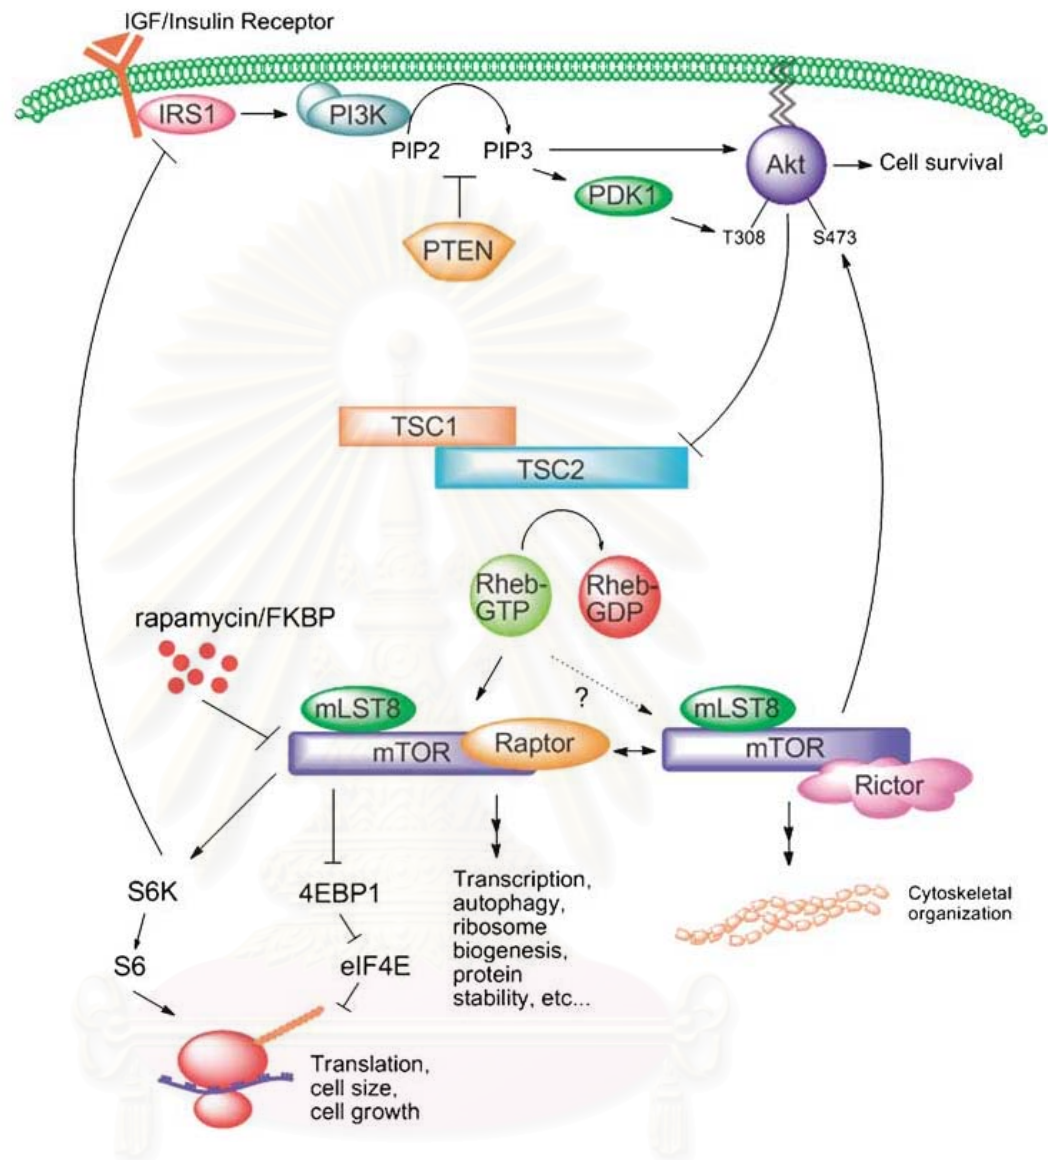 IGF/Insulin Receptor
IRS1
PI3K
PIP2
PIP3
Akt
Cell survival
PDK1
T308
S473
PTEN
TSC1
TSC2
Rheb-
GTP
Rheb-
GDP
rapamycin/FKBP
?
mLST8
mTOR
Raptor
mLST8
mTOR
Rictor
S6K
4EBP1
Transcription,
autophagy,
ribosome
biogenesis,
protein
stability, etc...
Cytoskeletal
organization
S6
eIF4E
Translation,
cell size,
cell growth